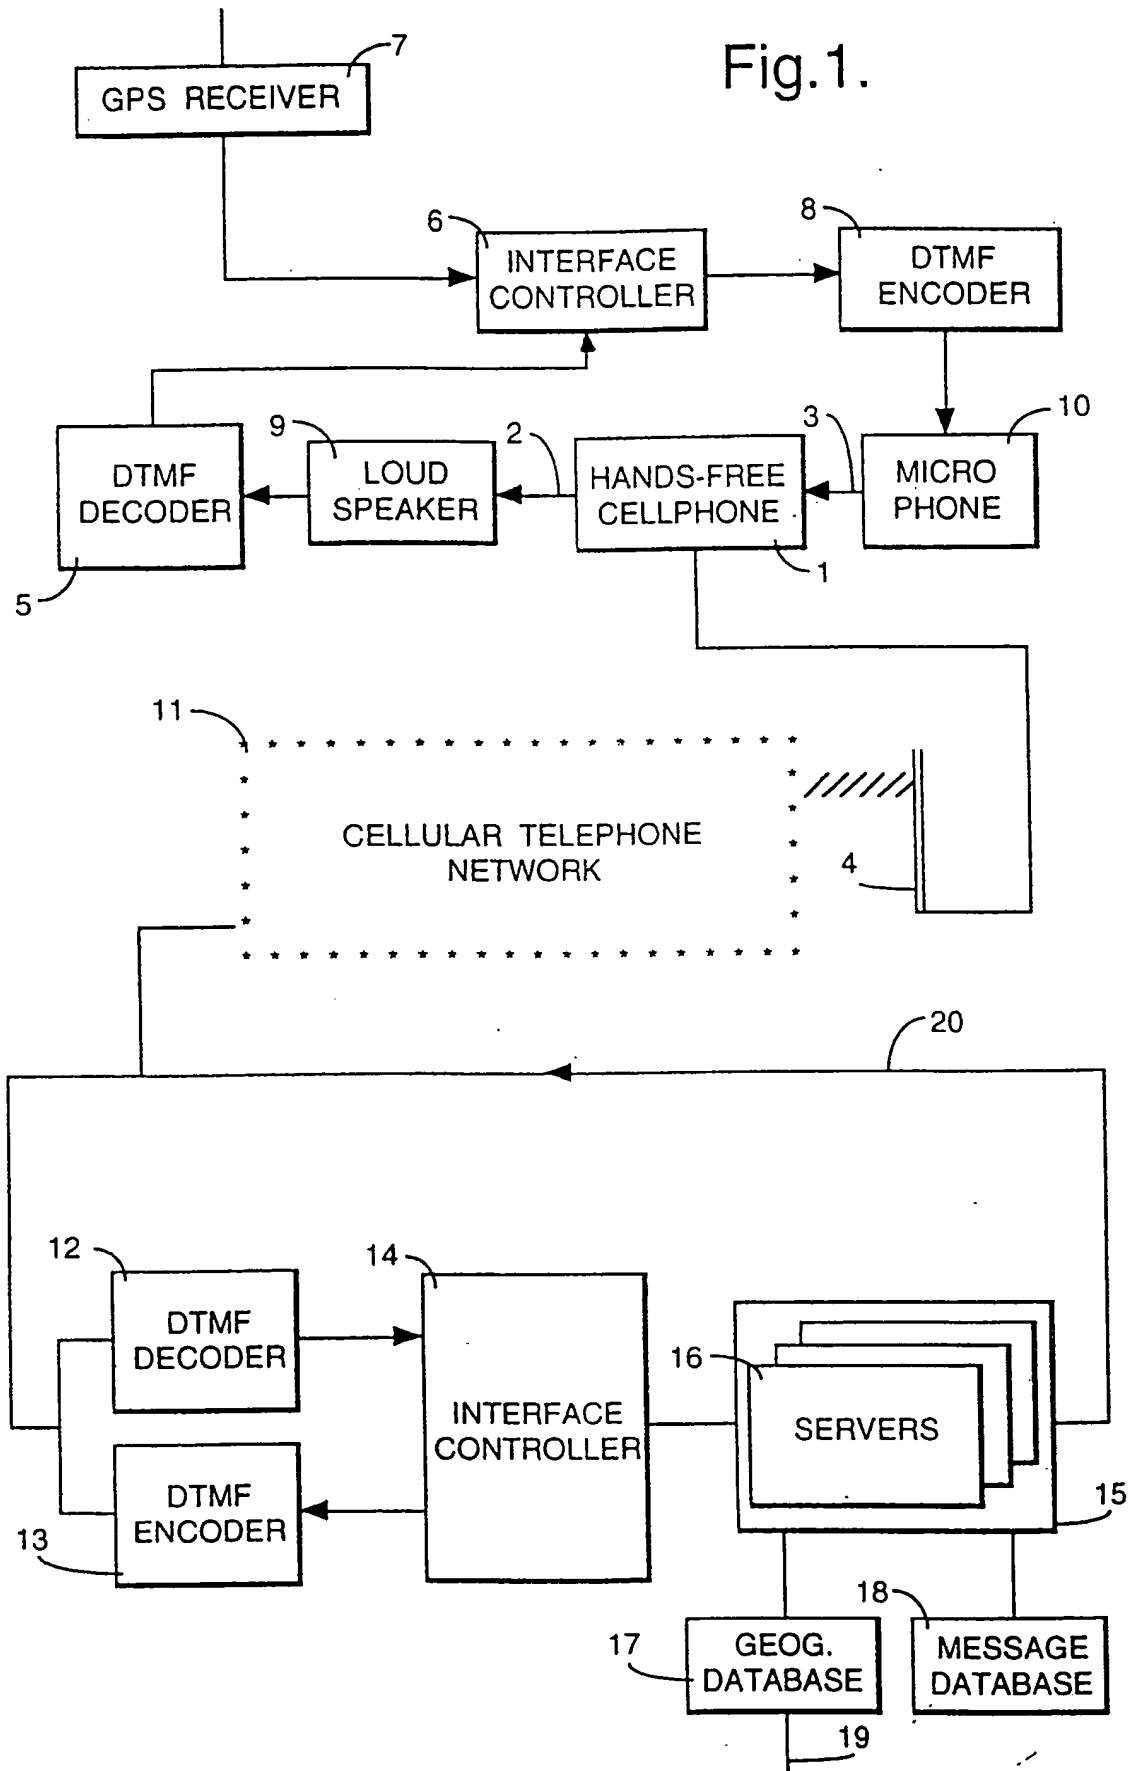 Fig.1.
7
GPS RECEIVER
6
INTERFACE
CONTROLLER
8
DTMF
ENCODER
5
DTMF
DECODER
9
LOUD
SPEAKER
2
HANDS-FREE
CELLPHONE
1
3
MICRO
PHONE
10
11
CELLULAR TELEPHONE
NETWORK
4
20
12
DTMF
DECODER
13
DTMF
ENCODER
14
INTERFACE
CONTROLLER
16
SERVERS
15
17
GEOG.
DATABASE
18
MESSAGE
DATABASE
19